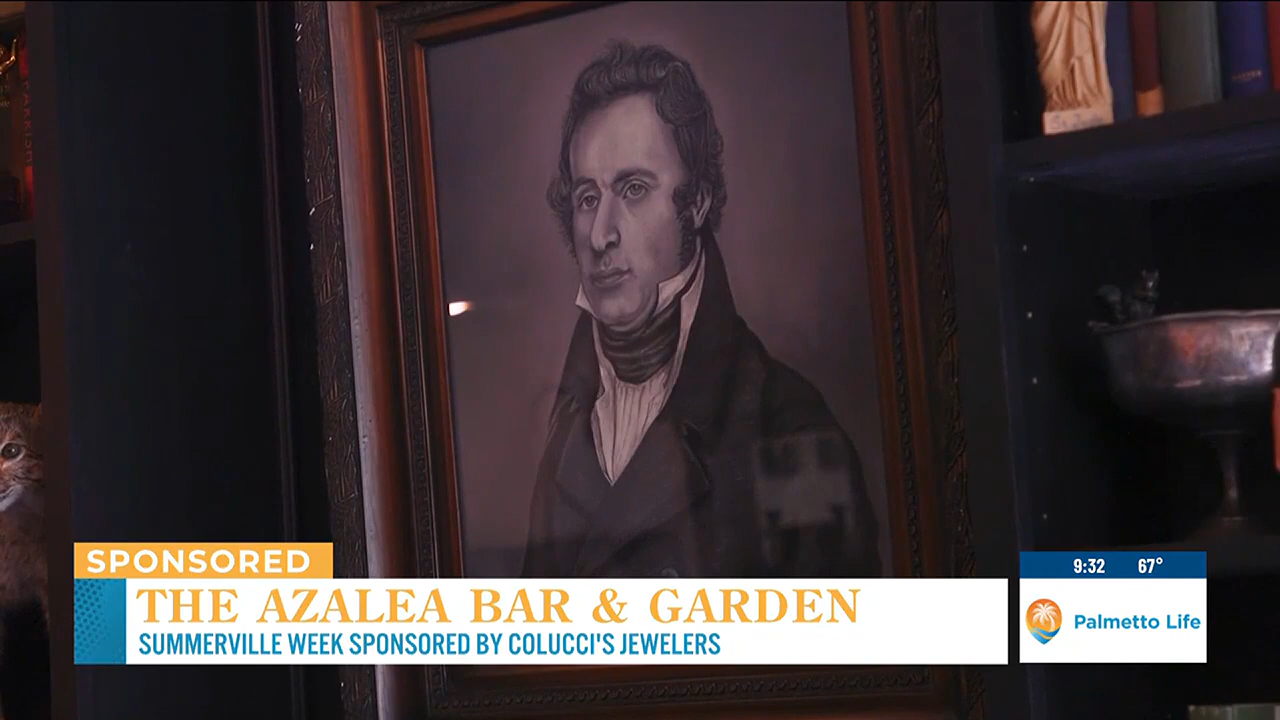 SPONSORED
THE AZALEA BAR & GARDEN
SUMMERVILLE WEEK SPONSORED BY COLUCCI'S JEWELERS
9:32 67°
Palmetto Life